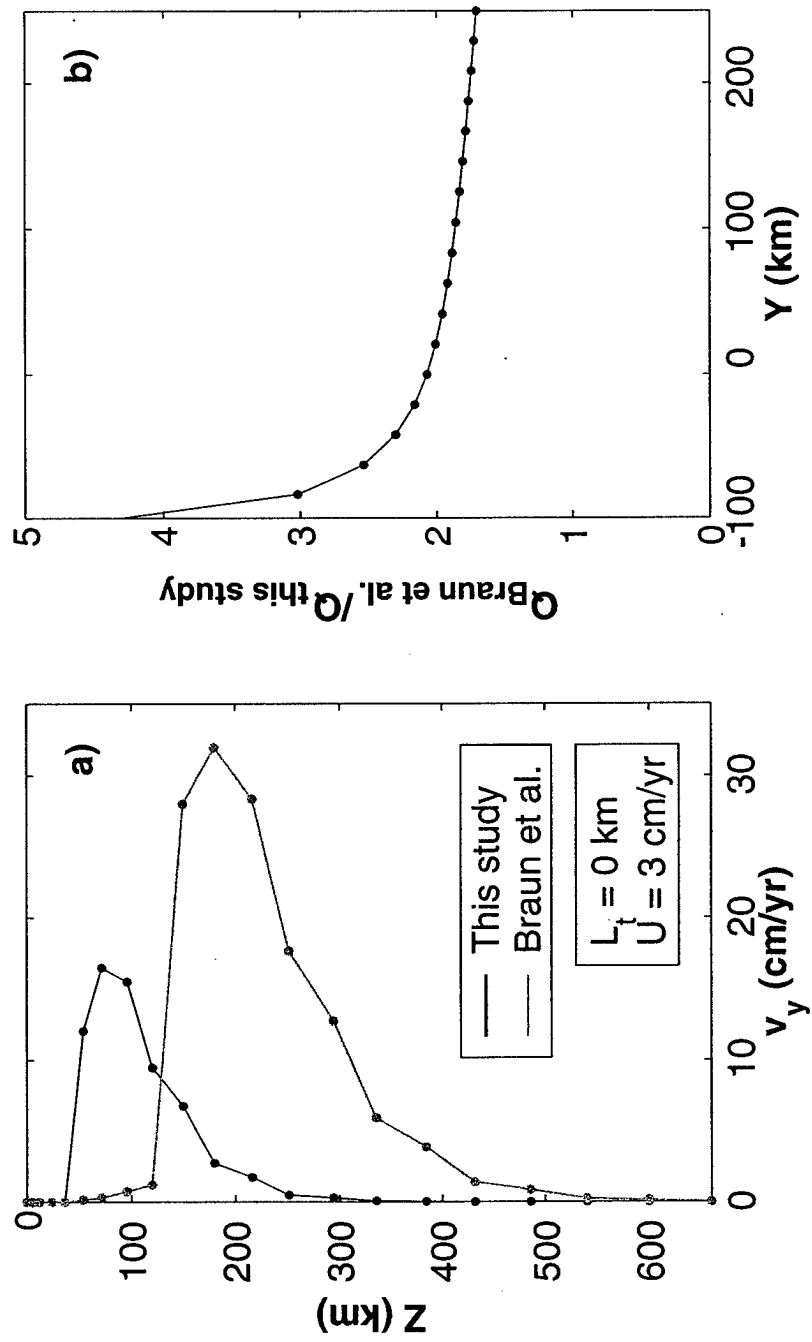 a)
0
100
200
300
400
500
600
Z (km)
0
10
20
30
v_y (cm/yr)
This study
Braun et al.
L_t = 0 km
U = 3 cm/yr
b)
5
4
3
2
1
0
Q_Braun et al./Q_this study
-100
0
100
200
Y (km)